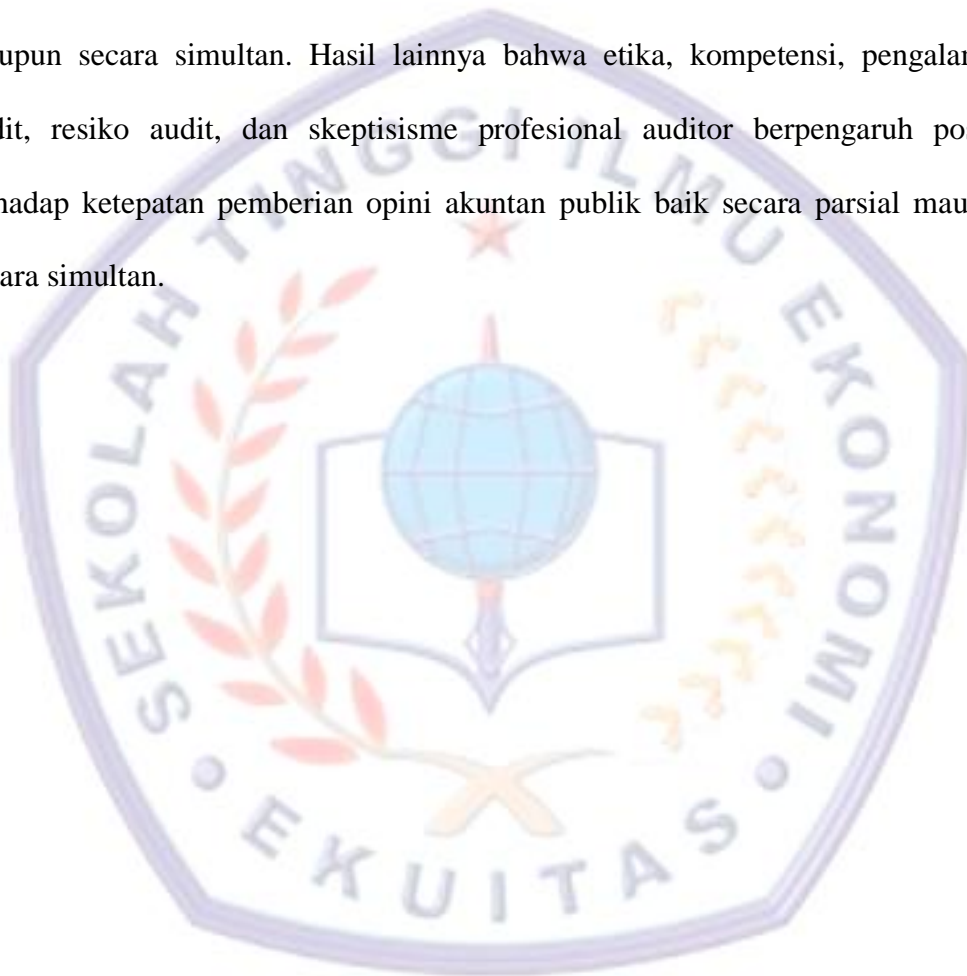 upun secara simultan. Hasil lainnya bahwa etika, kompetensi, pengalar
dit, resiko audit, dan skeptisisme profesional auditor berpengaruh po
hadap ketepatan pemberian opini akuntan publik baik secara parsial mau
ara simultan.
SEKOLAH TINGGI ILMU EKONOMI
• EKUITAS •